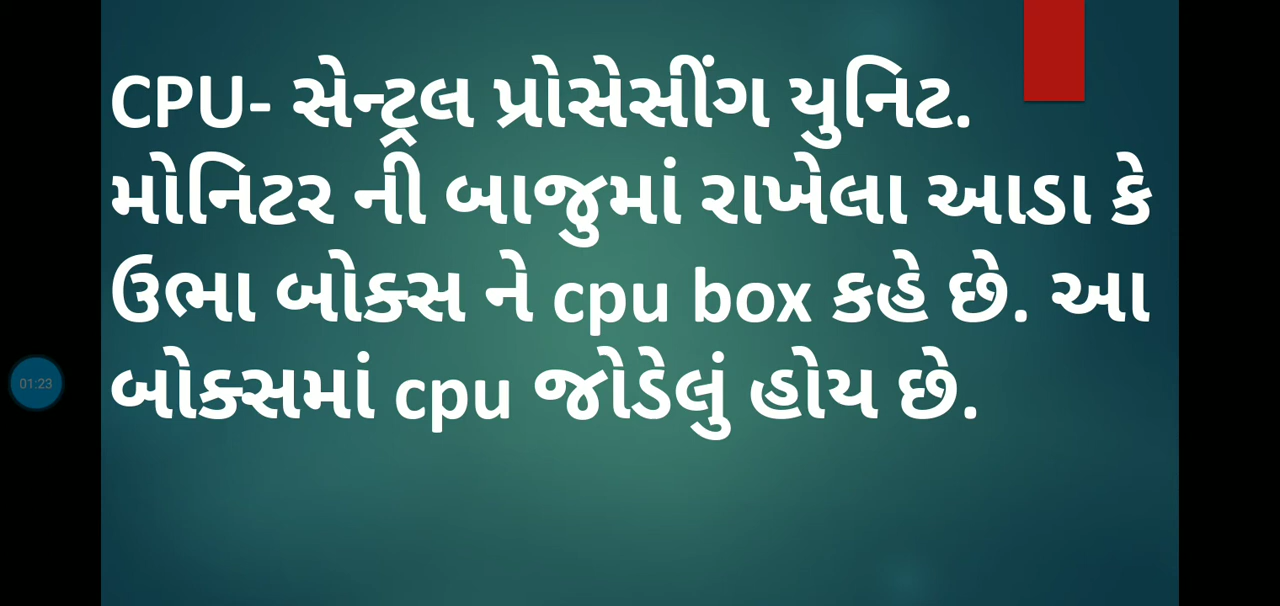 CPU- સેન્ટ્રલ પ્રોસેસીંગ યુનિટ.
મોનિટર ની બાજુમાં રાખેલા આડા કે
ઉભા બોક્સ ને cpu box કહે છે. આ
બોક્સમાં cpu જોડેલું હોય છે.
01:23